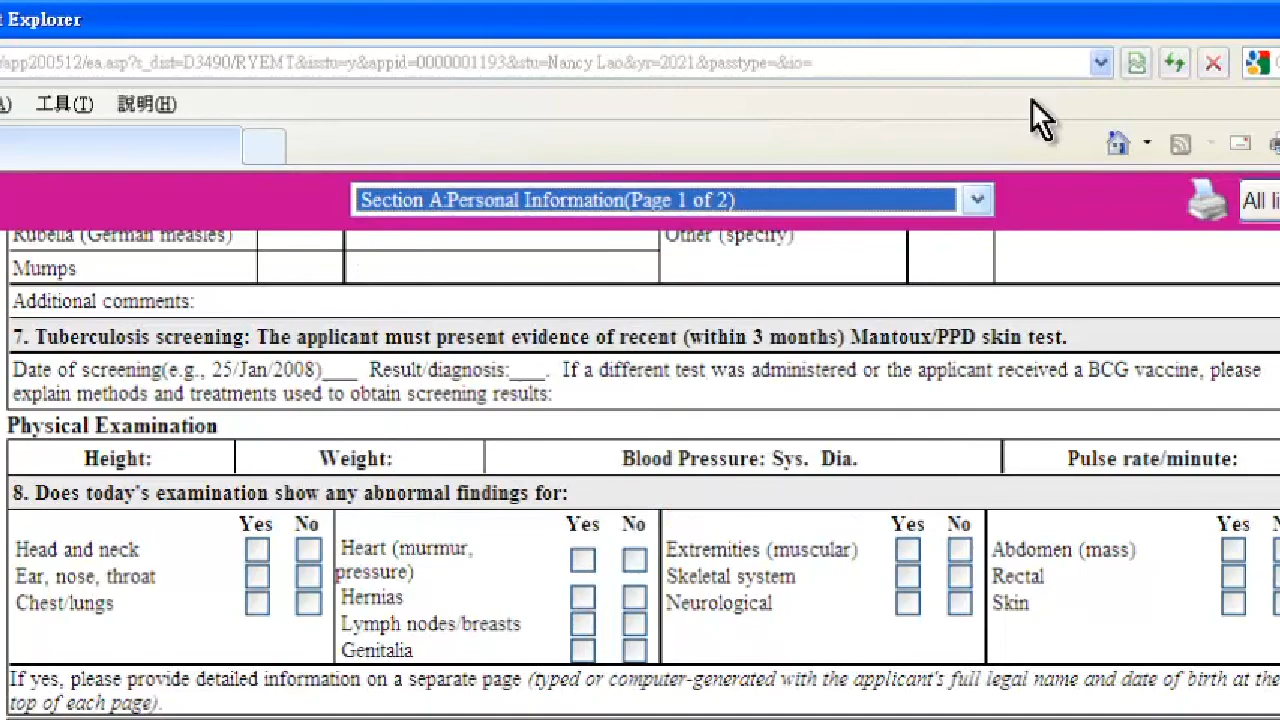 t Explorer
/app200512/ea.asp?t_dist=D3490/RYEMT&isstu=y&appid=0000001193&stu=Nancy Lao&yr=2021&passtype=&io=
A) 工具(T) 說明(H)
Section A:Personal Information(Page 1 of 2)
All li
Rubella (German measles) Other (specify)
Mumps
Additional comments:
7. Tuberculosis screening: The applicant must present evidence of recent (within 3 months) Mantoux/PPD skin test.
Date of screening(e.g., 25/Jan/2008)___ Result/diagnosis:___. If a different test was administered or the applicant received a BCG vaccine, please
explain methods and treatments used to obtain screening results:
Physical Examination
Height: Weight: Blood Pressure: Sys. Dia. Pulse rate/minute:
8. Does today's examination show any abnormal findings for:
Yes No Yes No Yes No Yes N
Head and neck Heart (murmur, Extremities (muscular) Abdomen (mass)
pressure)
Ear, nose, throat Skeletal system Rectal
Chest/lungs Hernias Neurological Skin
Lymph nodes/breasts
Genitalia
If yes, please provide detailed information on a separate page (typed or computer-generated with the applicant's full legal name and date of birth at the
top of each page).